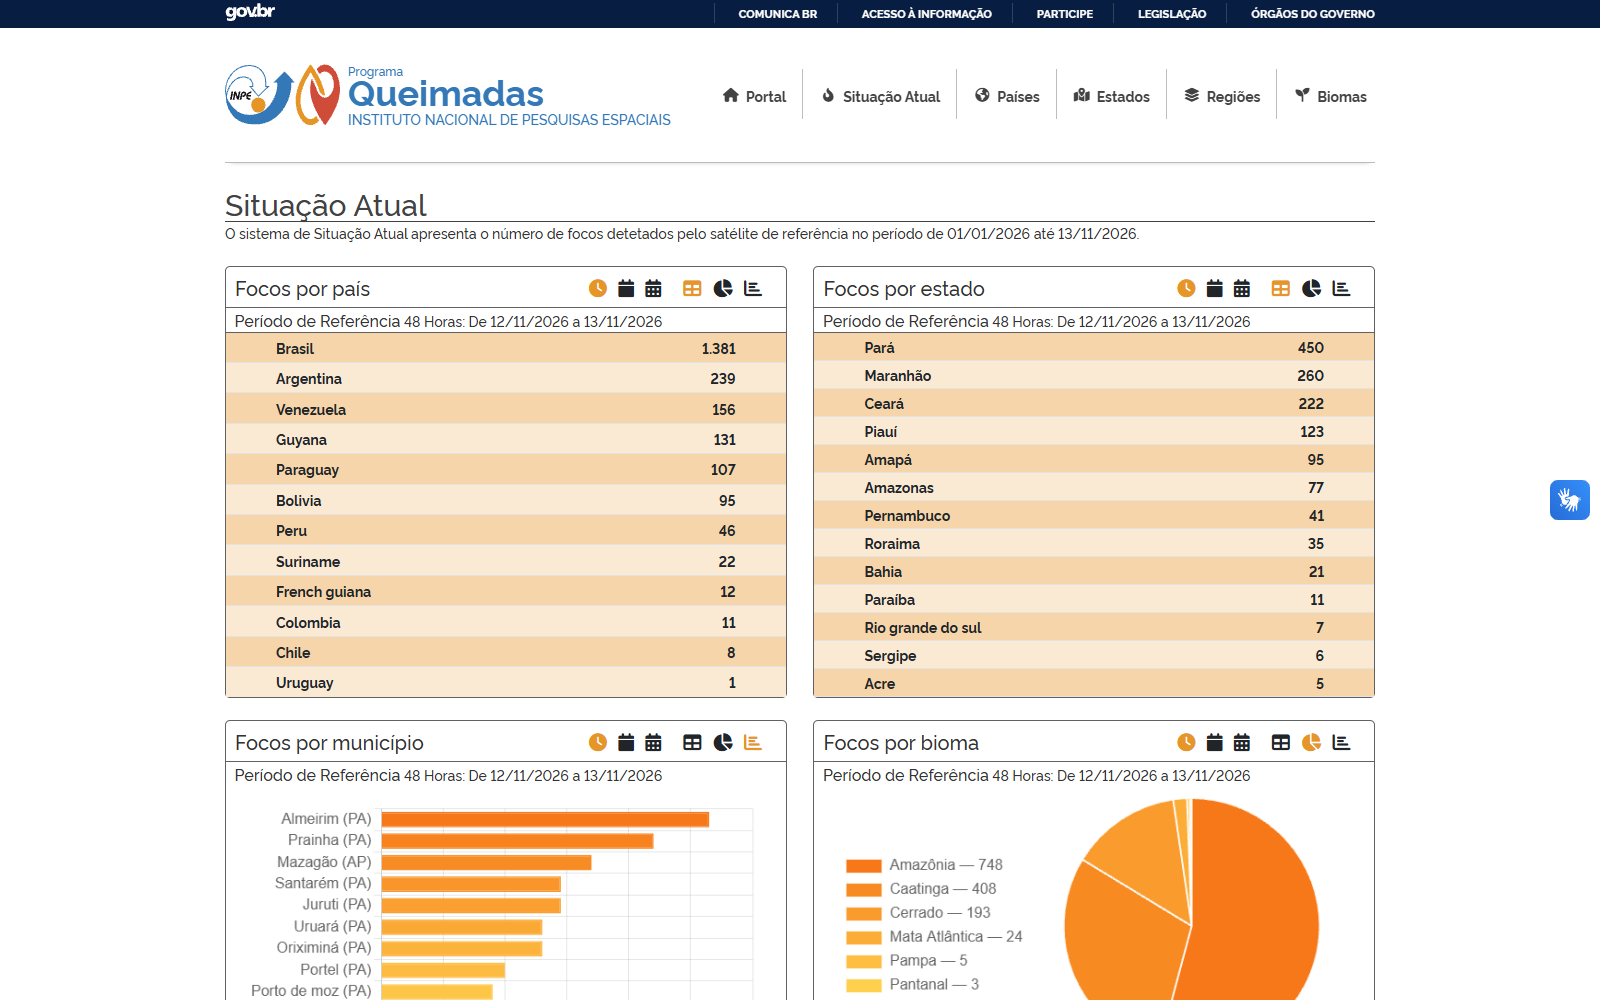 gov.br
COMUNICA BR
ACESSO À INFORMAÇÃO
PARTICIPE
LEGISLAÇÃO
ÓRGÃOS DO GOVERNO
INPE
Programa
Queimadas
INSTITUTO NACIONAL DE PESQUISAS ESPACIAIS
Portal
Situação Atual
Países
Estados
Regiões
Biomas
Situação Atual
O sistema de Situação Atual apresenta o número de focos detetados pelo satélite de referência no período de 01/01/2026 até 13/11/2026.
Focos por país
Período de Referência 48 Horas: De 12/11/2026 a 13/11/2026
Brasil 1.381
Argentina 239
Venezuela 156
Guyana 131
Paraguay 107
Bolivia 95
Peru 46
Suriname 22
French guiana 12
Colombia 11
Chile 8
Uruguay 1
Focos por estado
Período de Referência 48 Horas: De 12/11/2026 a 13/11/2026
Pará 450
Maranhão 260
Ceará 222
Piauí 123
Amapá 95
Amazonas 77
Pernambuco 41
Roraima 35
Bahia 21
Paraíba 11
Rio grande do sul 7
Sergipe 6
Acre 5
Focos por município
Período de Referência 48 Horas: De 12/11/2026 a 13/11/2026
Almeirim (PA)
Prainha (PA)
Mazagão (AP)
Santarém (PA)
Juruti (PA)
Uruará (PA)
Oriximiná (PA)
Portel (PA)
Porto de moz (PA)
Focos por bioma
Período de Referência 48 Horas: De 12/11/2026 a 13/11/2026
Amazônia — 748
Caatinga — 408
Cerrado — 193
Mata Atlântica — 24
Pampa — 5
Pantanal — 3